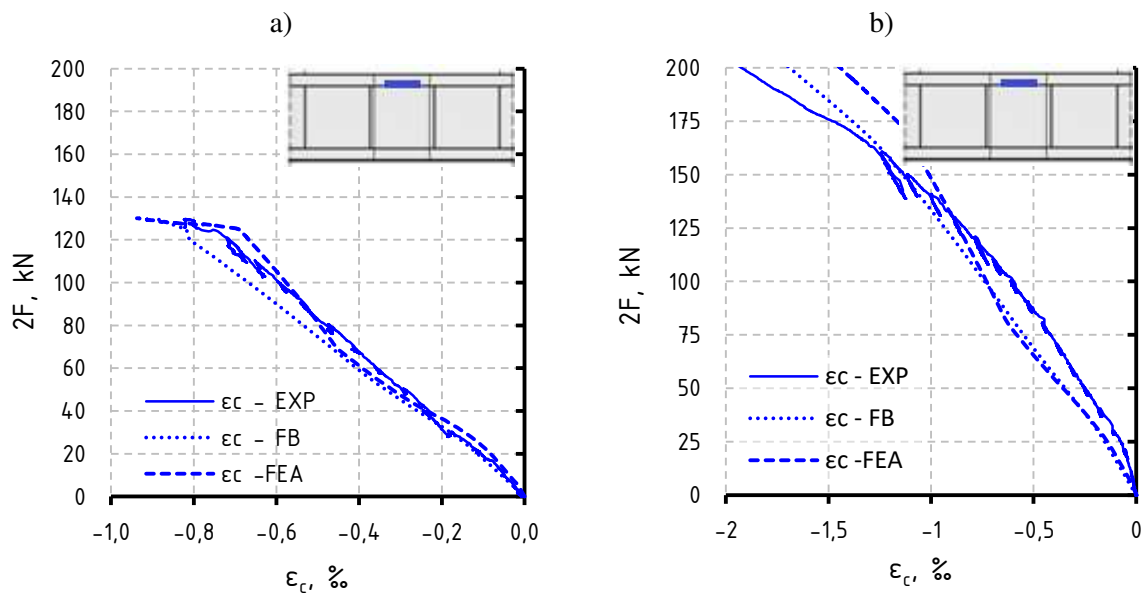 a)
200
180
160
140
120
100
80
60
40
20
0
2F, kN
εc – EXP
εc – FB
εc –FEA
–1,0 –0,8 –0,6 –0,4 –0,2 0,0
εc, ‰
b)
200
175
150
125
100
75
50
25
0
2F, kN
εc - EXP
εc - FB
εc -FEA
–2 –1,5 –1 –0,5 0
εc, ‰